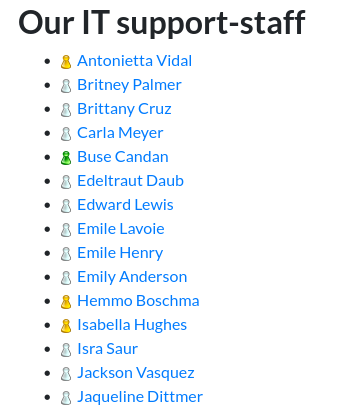 Our IT support-staff
Antonietta Vidal
Britney Palmer
Brittany Cruz
Carla Meyer
Buse Candan
Edeltraut Daub
Edward Lewis
Emile Lavoie
Emile Henry
Emily Anderson
Hemmo Boschma
Isabella Hughes
Isra Saur
Jackson Vasquez
Jaqueline Dittmer